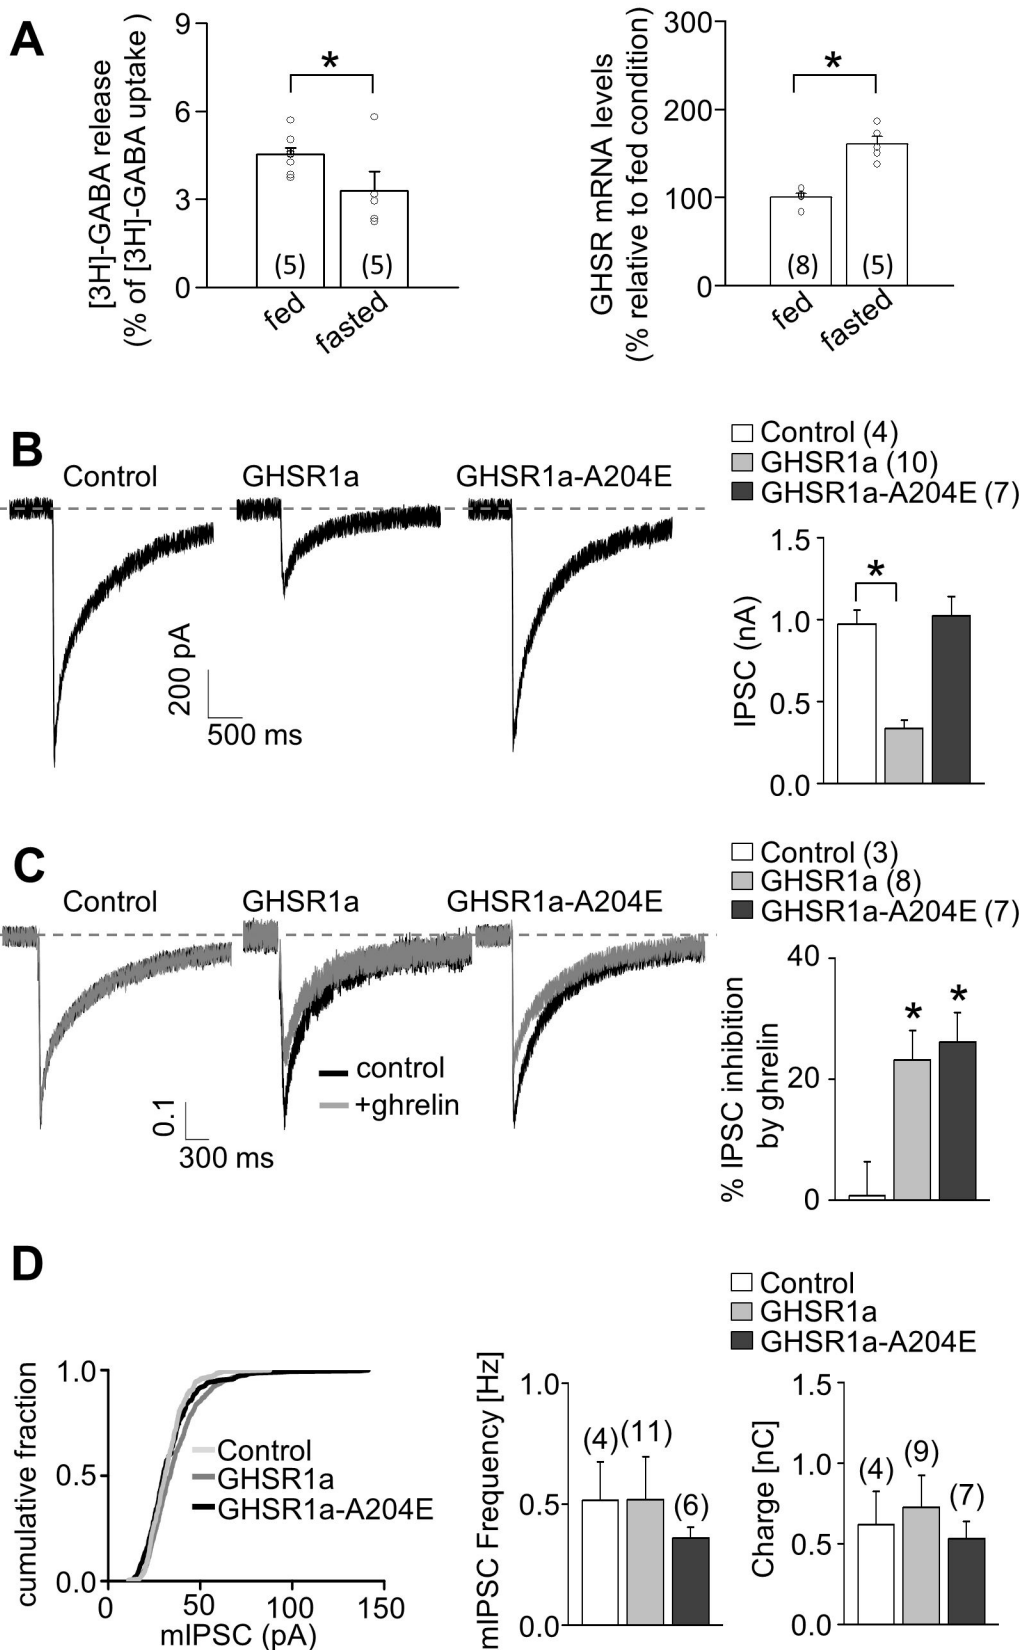 A
[3H]-GABA release
(% of [3H]-GABA uptake )
9
6
3
0
*
(5)
(5)
fed
fasted
GHSR mRNA levels
(% relative to fed condition)
300
200
100
0
*
(8)
(5)
fed
fasted
B
Control
GHSR1a
GHSR1a-A204E
200 pA
500 ms
Control (4)
GHSR1a (10)
GHSR1a-A204E (7)
IPSC (nA)
1.5
1.0
0.5
0.0
*
C
Control
GHSR1a
GHSR1a-A204E
control
+ghrelin
0.1
300 ms
Control (3)
GHSR1a (8)
GHSR1a-A204E (7)
% IPSC inhibition
by ghrelin
40
20
0
*
*
D
cumulative fraction
1.0
0.5
0.0
0
50
100
150
mIPSC (pA)
Control
GHSR1a
GHSR1a-A204E
Control
GHSR1a
GHSR1a-A204E
mIPSC Frequency [Hz]
1.0
0.5
0.0
(4)
(11)
(6)
Charge [nC]
1.5
1.0
0.5
0.0
(4)
(9)
(7)